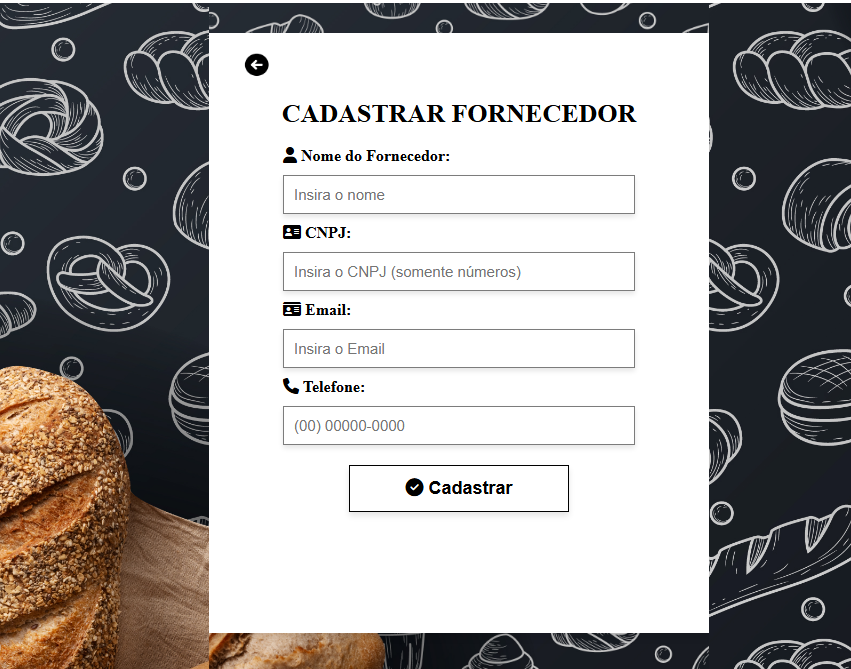 CADASTRAR FORNECEDOR
Nome do Fornecedor:
Insira o nome
CNPJ:
Insira o CNPJ (somente números)
Email:
Insira o Email
Telefone:
(00) 00000-0000
Cadastrar